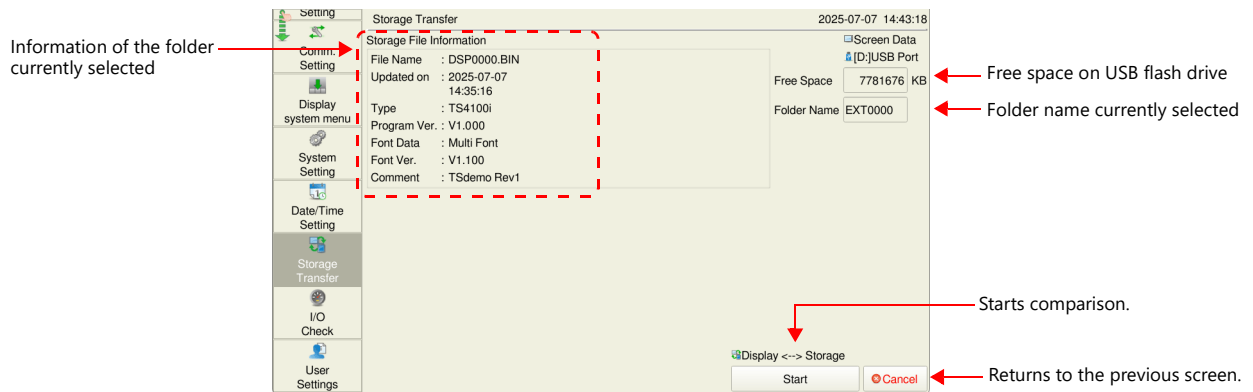 Setting
Storage Transfer
2025-07-07 14:43:18
Information of the folder
currently selected
Comm.
Setting
Display
system menu
System
Setting
Date/Time
Setting
Storage
Transfer
I/O
Check
User
Settings
Storage File Information
File Name : DSP0000.BIN
Updated on : 2025-07-07
14:35:16
Type : TS4100i
Program Ver. : V1.000
Font Data : Multi Font
Font Ver. : V1.100
Comment : TSdemo Rev1
Screen Data
[D:]USB Port
Free Space 7781676 KB
Folder Name EXT0000
Free space on USB flash drive
Folder name currently selected
Starts comparison.
Display <--> Storage
Start
Cancel
Returns to the previous screen.